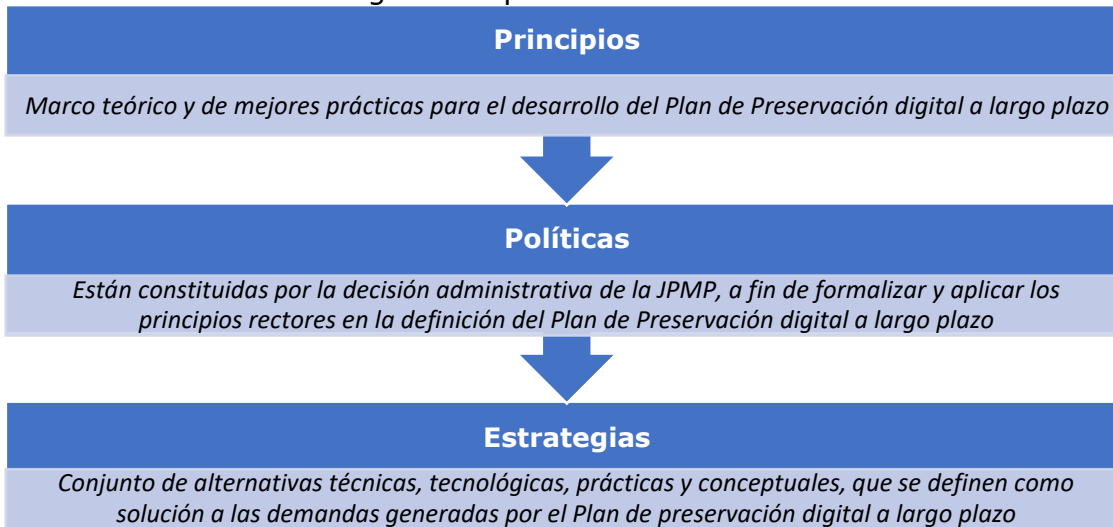 Principios
Marco teórico y de mejores prácticas para el desarrollo del Plan de Preservación digital a largo plazo
Políticas
Están constituidas por la decisión administrativa de la JPMP, a fin de formalizar y aplicar los
principios rectores en la definición del Plan de Preservación digital a largo plazo
Estrategias
Conjunto de alternativas técnicas, tecnológicas, prácticas y conceptuales, que se definen como
solución a las demandas generadas por el Plan de preservación digital a largo plazo